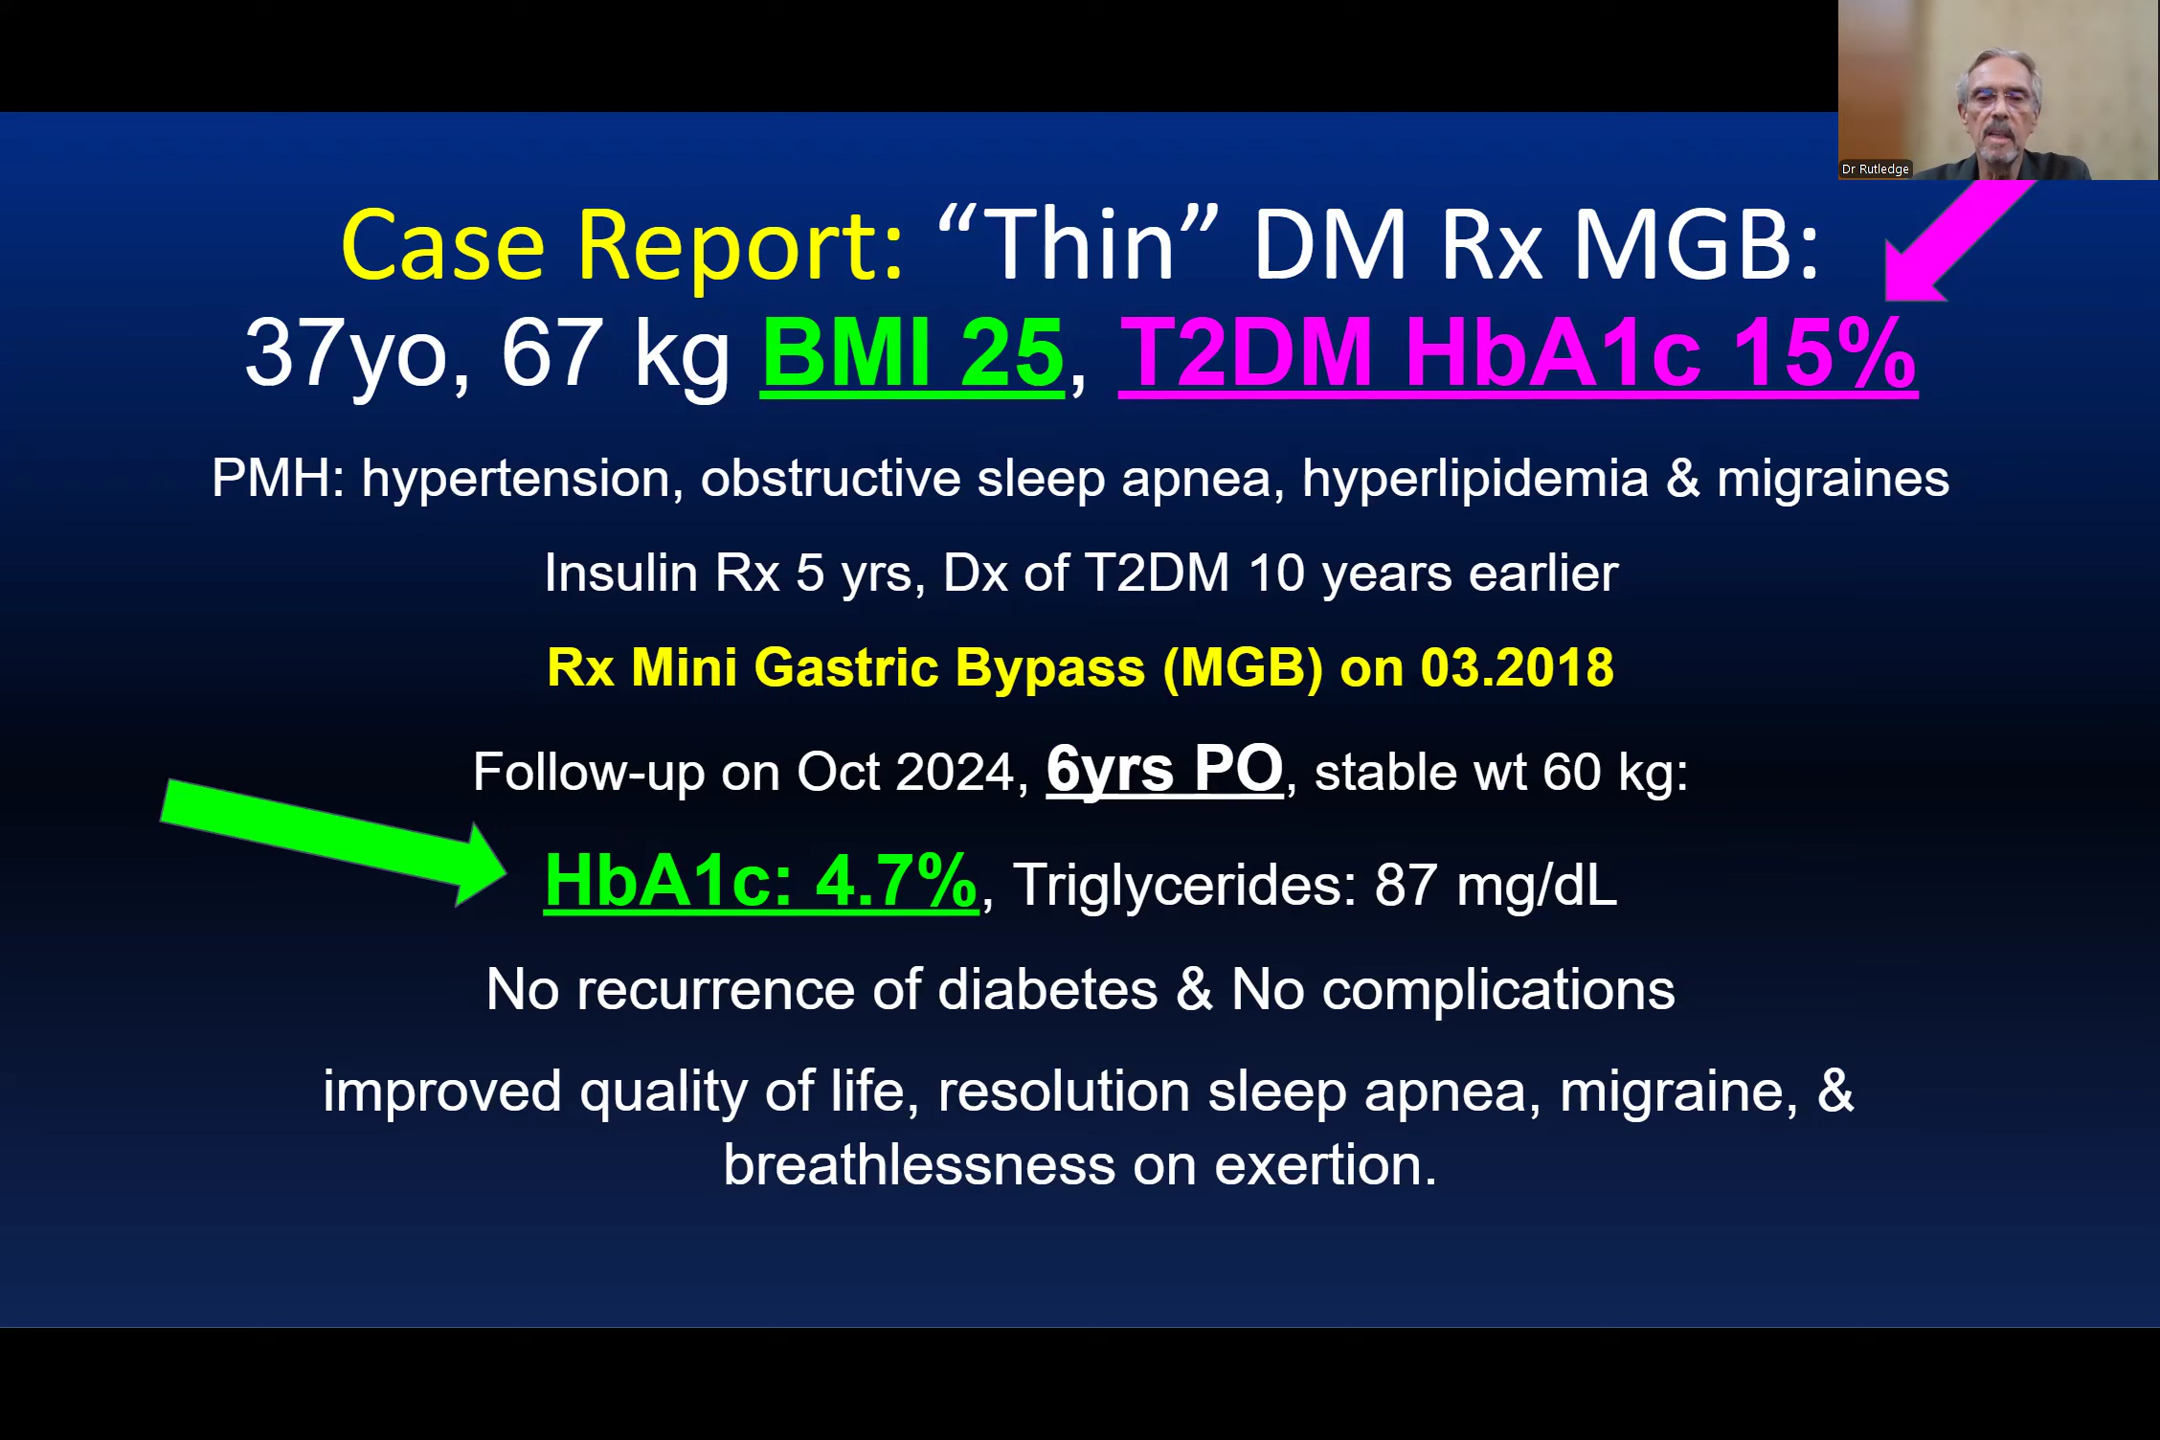 Dr Rutledge
Case Report: “Thin” DM Rx MGB:
37yo, 67 kg BMI 25, T2DM HbA1c 15%
PMH: hypertension, obstructive sleep apnea, hyperlipidemia & migraines
Insulin Rx 5 yrs, Dx of T2DM 10 years earlier
Rx Mini Gastric Bypass (MGB) on 03.2018
Follow-up on Oct 2024, 6yrs PO, stable wt 60 kg:
HbA1c: 4.7%, Triglycerides: 87 mg/dL
No recurrence of diabetes & No complications
improved quality of life, resolution sleep apnea, migraine, &
breathlessness on exertion.